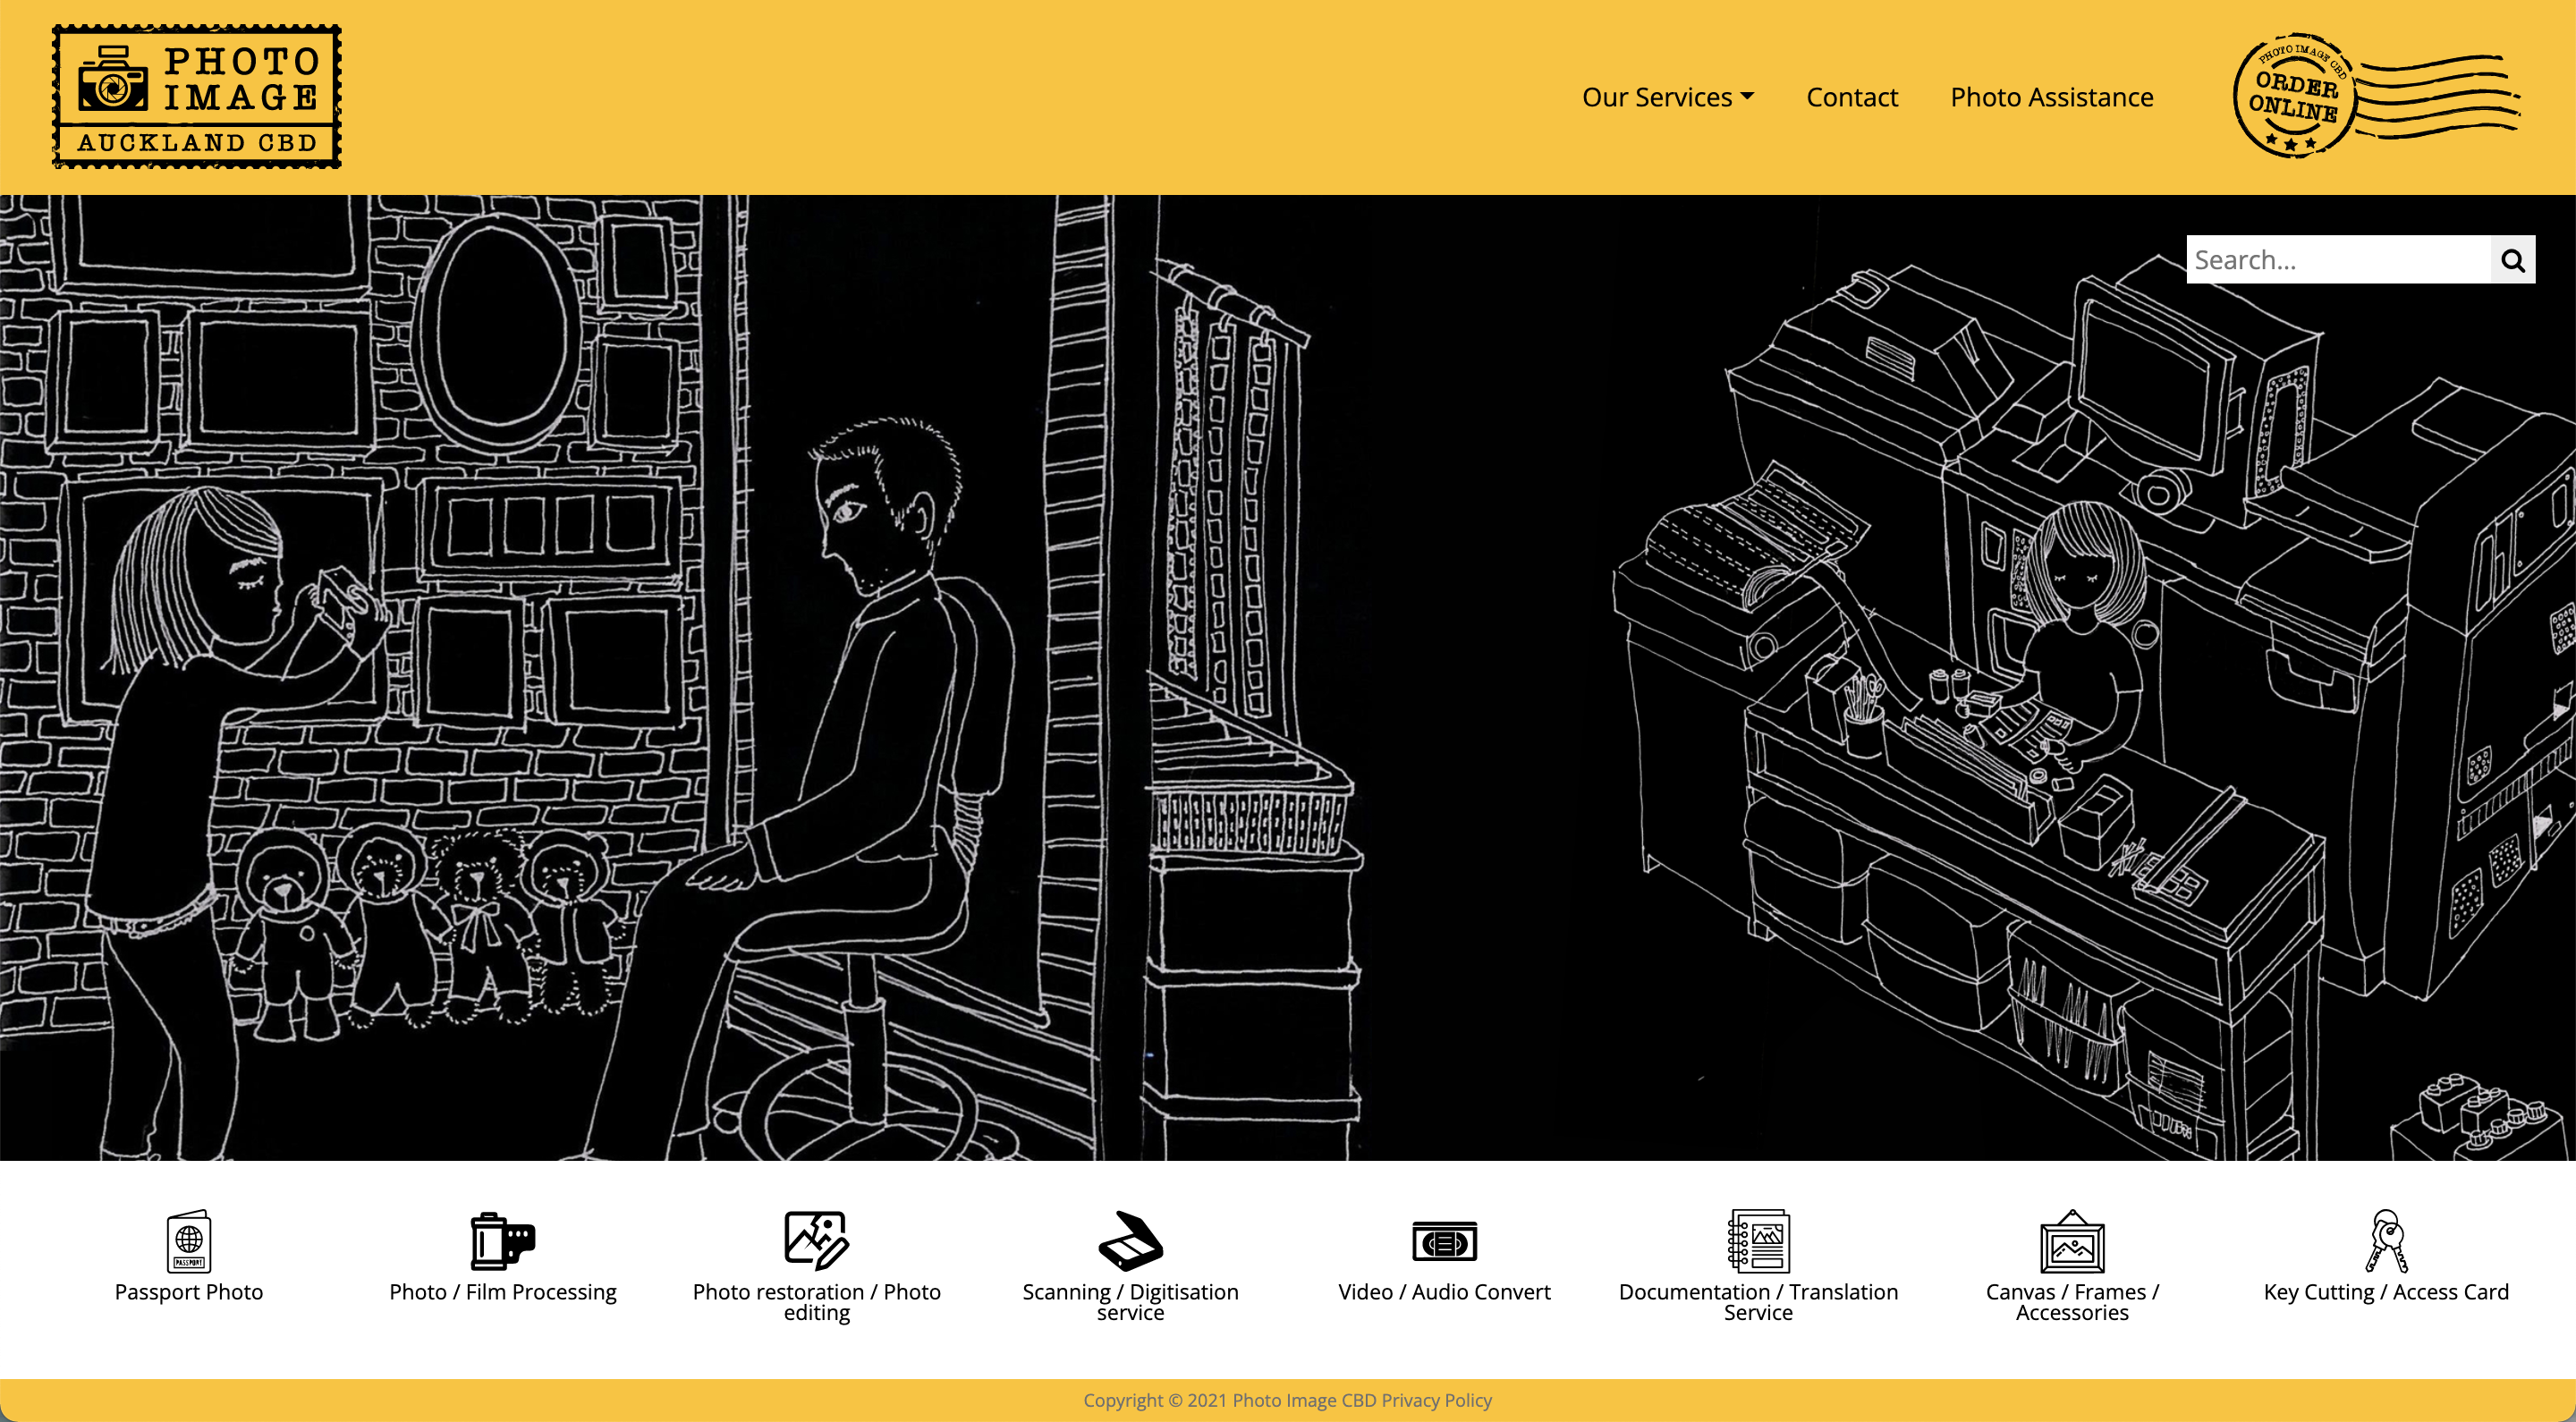 PHOTO
IMAGE
AUCKLAND CBD
Our Services
Contact
Photo Assistance
PHOTO IMAGE CBD
ORDER
ONLINE
Search...
PASSPORT
Passport Photo
Photo / Film Processing
Photo restoration / Photo
editing
Scanning / Digitisation
service
Video / Audio Convert
Documentation / Translation
Service
Canvas / Frames /
Accessories
Key Cutting / Access Card
Copyright © 2021 Photo Image CBD Privacy Policy